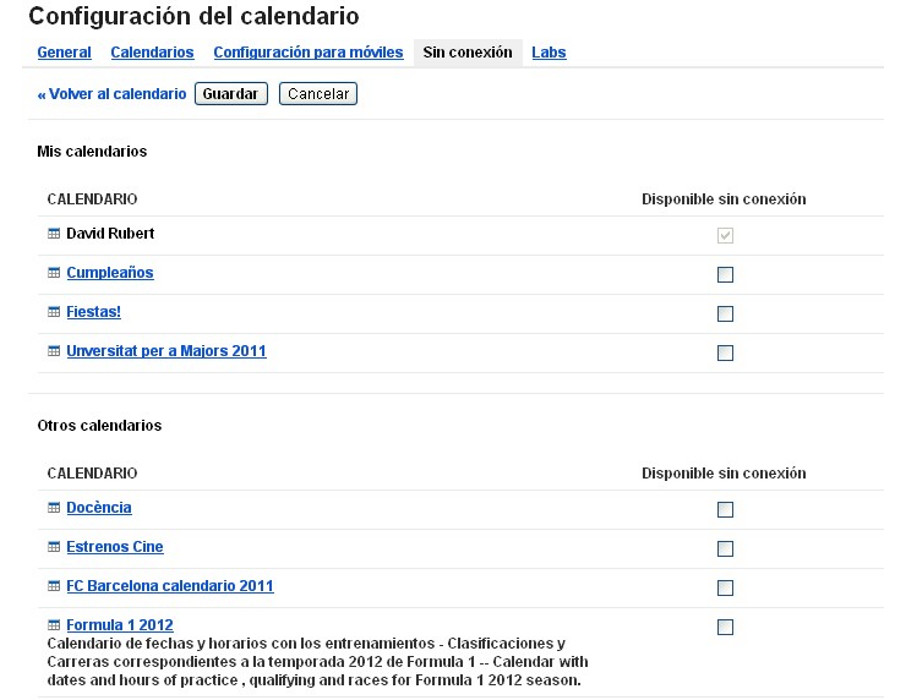 Configuración del calendario
General Calendarios Configuración para móviles Sin conexión Labs
« Volver al calendario Guardar Cancelar
Mis calendarios
CALENDARIO Disponible sin conexión
David Rubert
Cumpleaños
Fiestas!
Unversitat per a Majors 2011
Otros calendarios
CALENDARIO Disponible sin conexión
Docència
Estrenos Cine
FC Barcelona calendario 2011
Formula 1 2012
Calendario de fechas y horarios con los entrenamientos - Clasificaciones y
Carreras correspondientes a la temporada 2012 de Formula 1 -- Calendar with
dates and hours of practice , qualifying and races for Formula 1 2012 season.